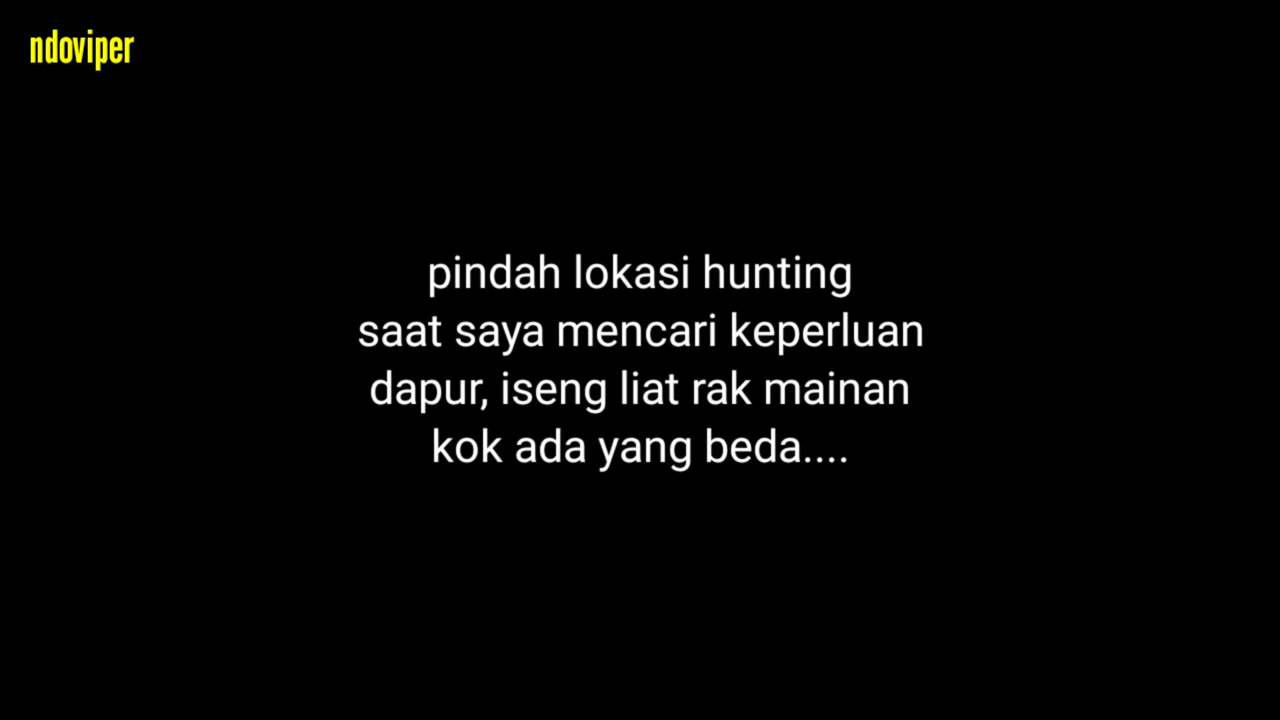 ndoviper
pindah lokasi hunting
saat saya mencari keperluan
dapur, iseng liat rak mainan
kok ada yang beda....